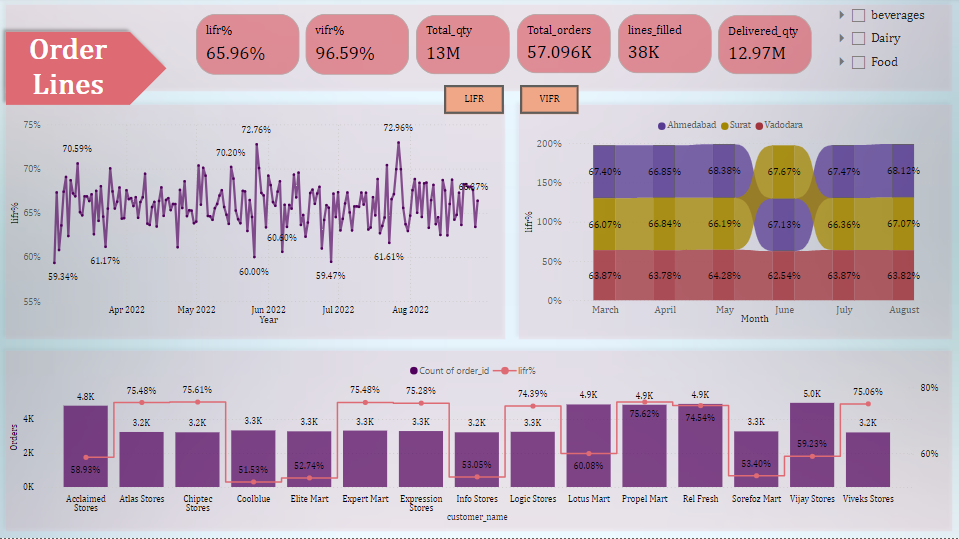 Order
Lines
lifr%
65.96%
vifr%
96.59%
Total_qty
13M
Total_orders
57.096K
lines_filled
38K
Delivered_qty
12.97M
beverages
Dairy
Food
LIFR
VIFR
lifr%
75%
70%
65%
60%
55%
59.34%
70.59%
61.17%
70.20%
72.76%
60.00%
60.60%
59.47%
72.96%
61.61%
Apr 2022 May 2022 Jun 2022 Jul 2022 Aug 2022
Year
Ahmedabad Surat Vadodara
lifr%
200%
150%
100%
50%
0%
67.40% 66.85% 68.38% 67.67% 67.47% 68.12%
66.07% 66.84% 66.19% 67.13% 66.36% 67.07%
63.87% 63.78% 64.28% 62.54% 63.87% 63.82%
March April May June July August
Month
Count of order_id lifr%
Orders
4K
2K
0K
80%
60%
4.8K 3.2K 3.2K 3.3K 3.3K 3.3K 3.3K 3.2K 3.3K 4.9K 4.9K 4.9K 3.3K 5.0K 3.2K
58.93% 75.48% 75.61% 51.53% 52.74% 75.48% 75.28% 53.05% 74.39% 60.08% 75.62% 74.54% 53.40% 59.23% 75.06%
Acclaimed Stores
Atlas Stores
Chiptec Stores
Coolblue
Elite Mart
Expert Mart
Expression Stores
Info Stores
Logic Stores
Lotus Mart
Propel Mart
Rel Fresh
Sorefoz Mart
Vijay Stores
Viveks Stores
customer_name